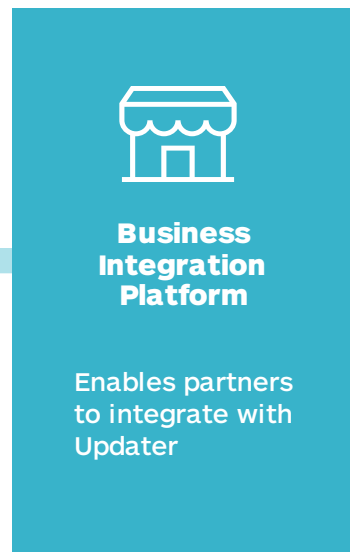 Business
Integration
Platform
Enables partners
to integrate with
Updater